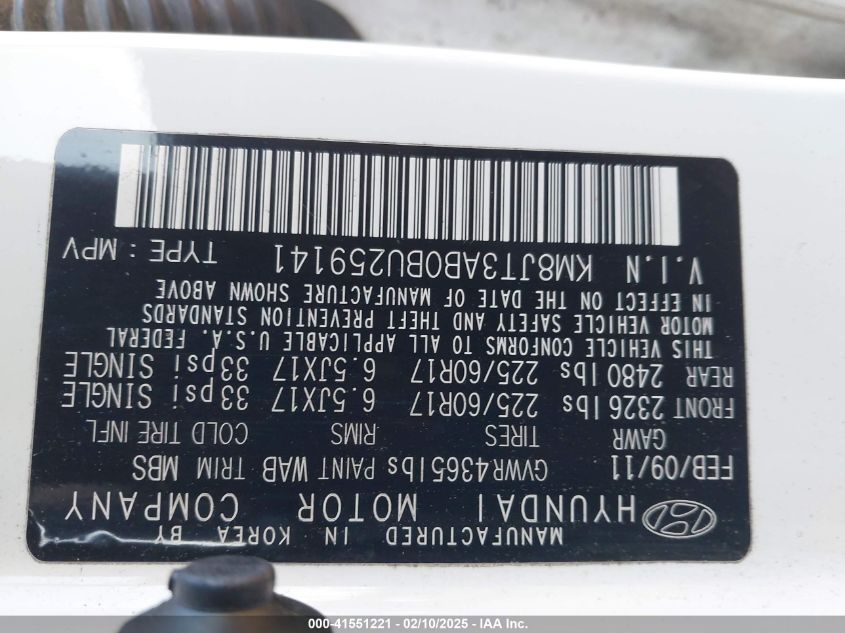 MANUFACTURED IN KOREA BY
HYUNDAI MOTOR COMPANY
FEB/09/11 GVWR4365lbs PAINT WAB TRIM MBS
GAWR TIRES RIMS COLD TIRE INFL
FRONT 2326lbs 225/60R17 6.5JX17 33psi SINGLE
REAR 2480lbs 225/60R17 6.5JX17 33psi SINGLE
THIS VEHICLE CONFORMS TO ALL APPLICABLE U.S.A. FEDERAL
MOTOR VEHICLE SAFETY AND THEFT PREVENTION STANDARDS
IN EFFECT ON THE DATE OF MANUFACTURE SHOWN ABOVE
V.I.N KM8JT3AB0BU259141 TYPE : MPV
000-41551221 - 02/10/2025 - IAA Inc.